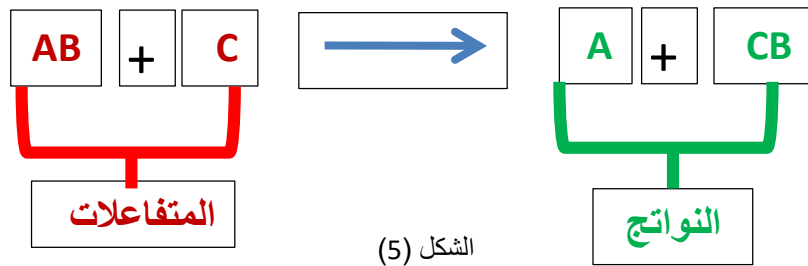 AB + C → A + CB
المتفاعلات
النواتج
الشكل (5)